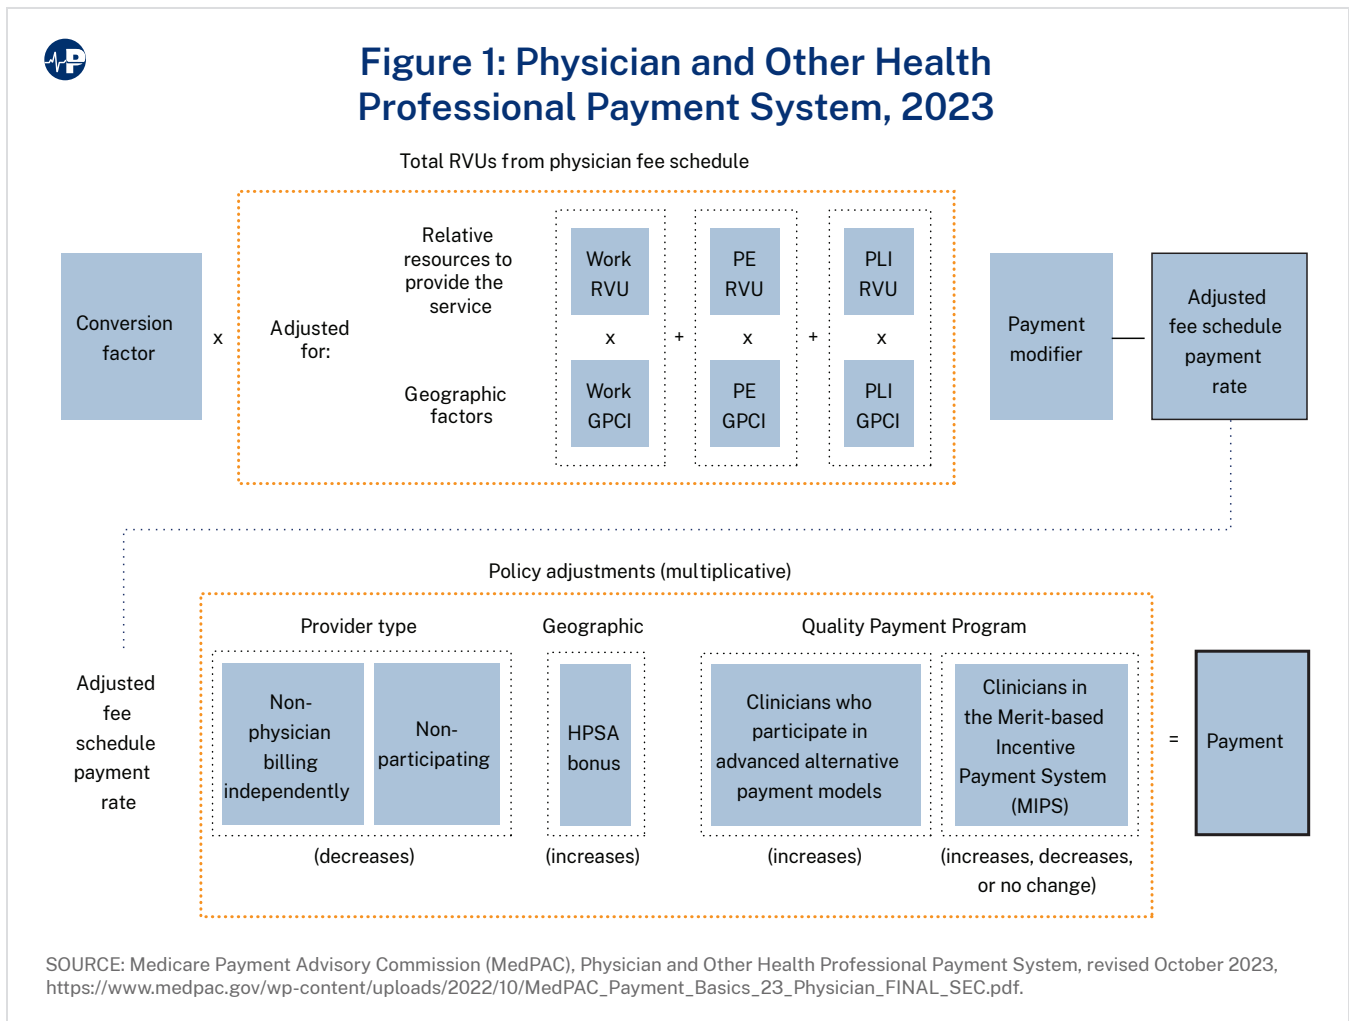 P
Figure 1: Physician and Other Health
Professional Payment System, 2023
Total RVUs from physician fee schedule
Conversion
factor
x
Adjusted
for:
Relative
resources to
provide the
service
Geographic
factors
Work
RVU
x
Work
GPCI
+
PE
RVU
x
PE
GPCI
+
PLI
RVU
x
PLI
GPCI
Payment
modifier
Adjusted
fee schedule
payment
rate
Policy adjustments (multiplicative)
Adjusted
fee
schedule
payment
rate
Provider type
Non-
physician
billing
independently
Non-
participating
(decreases)
Geographic
HPSA
bonus
(increases)
Quality Payment Program
Clinicians who
participate in
advanced alternative
payment models
(increases)
Clinicians in
the Merit-based
Incentive
Payment System
(MIPS)
(increases, decreases,
or no change)
=
Payment
SOURCE: Medicare Payment Advisory Commission (MedPAC), Physician and Other Health Professional Payment System, revised October 2023,
https://www.medpac.gov/wp-content/uploads/2022/10/MedPAC_Payment_Basics_23_Physician_FINAL_SEC.pdf.